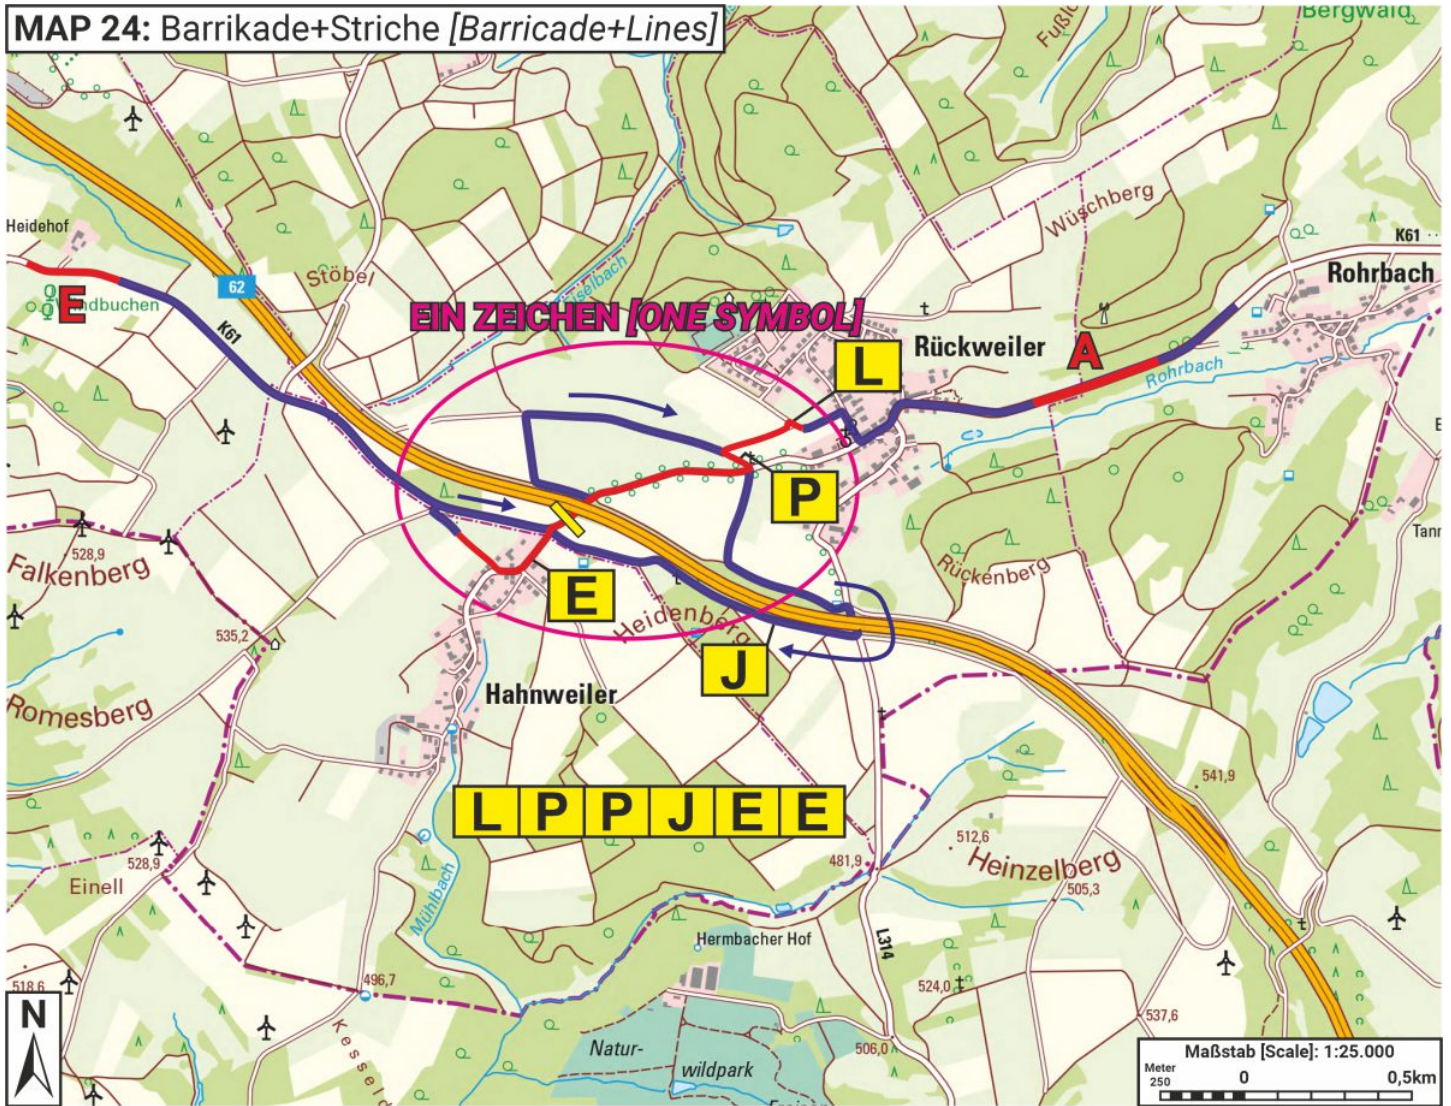 MAP 24: Barrikade+Striche [Barricade+Lines]
Bergwald
Wüschberg
Heidehof
K61
Stöbel
62
Rohrbach
E
EIN ZEICHEN [ONE SYMBOL]
Rückweiler
A
L
Rohrbach
K61
P
528,9
Falkenberg
Rückenberg
E
Heidenberg
535,2
J
Hahnweiler
Romesberg
541,9
L P P J E E
512,6
528,9
481,9
Heinzelberg
Einell
505,3
Mühlbach
Hermbacher Hof
L314
518,6
496,7
524,0
N
537,6
Natur-
wildpark
506,0
Maßstab [Scale]: 1:25.000
Meter
250 0 0,5km